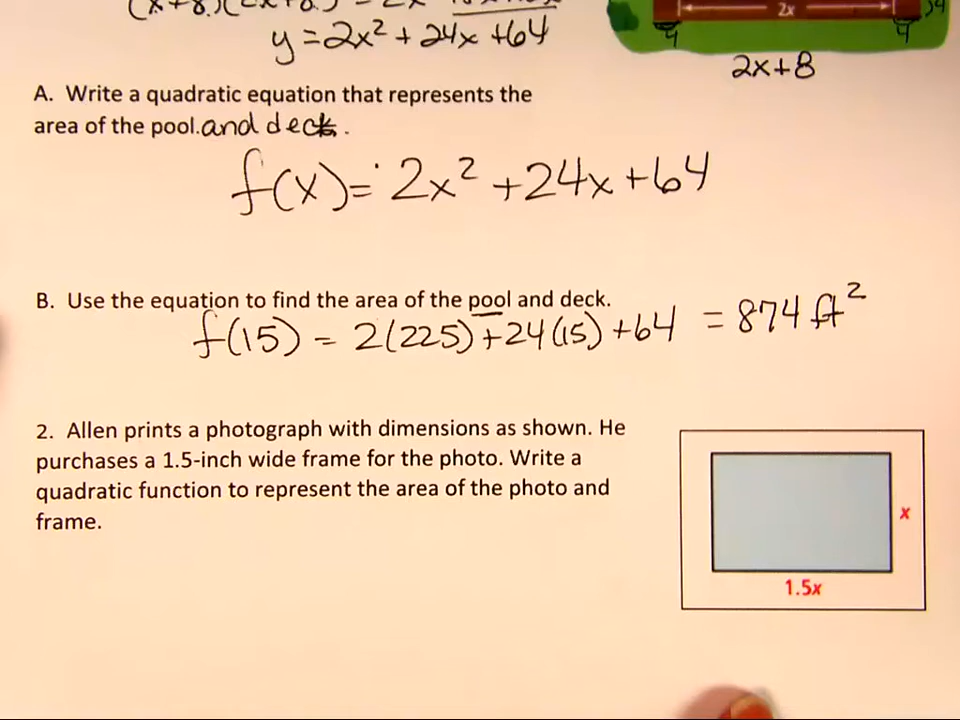 2x
4
4
y = 2x² + 24x + 64
2x+8
A. Write a quadratic equation that represents the
area of the pool. and deck.
f(x) = 2x² + 24x + 64
B. Use the equation to find the area of the pool and deck.
f(15) = 2(225) + 24(15) + 64 = 874 ft²
2. Allen prints a photograph with dimensions as shown. He
purchases a 1.5-inch wide frame for the photo. Write a
quadratic function to represent the area of the photo and
frame.
x
1.5x